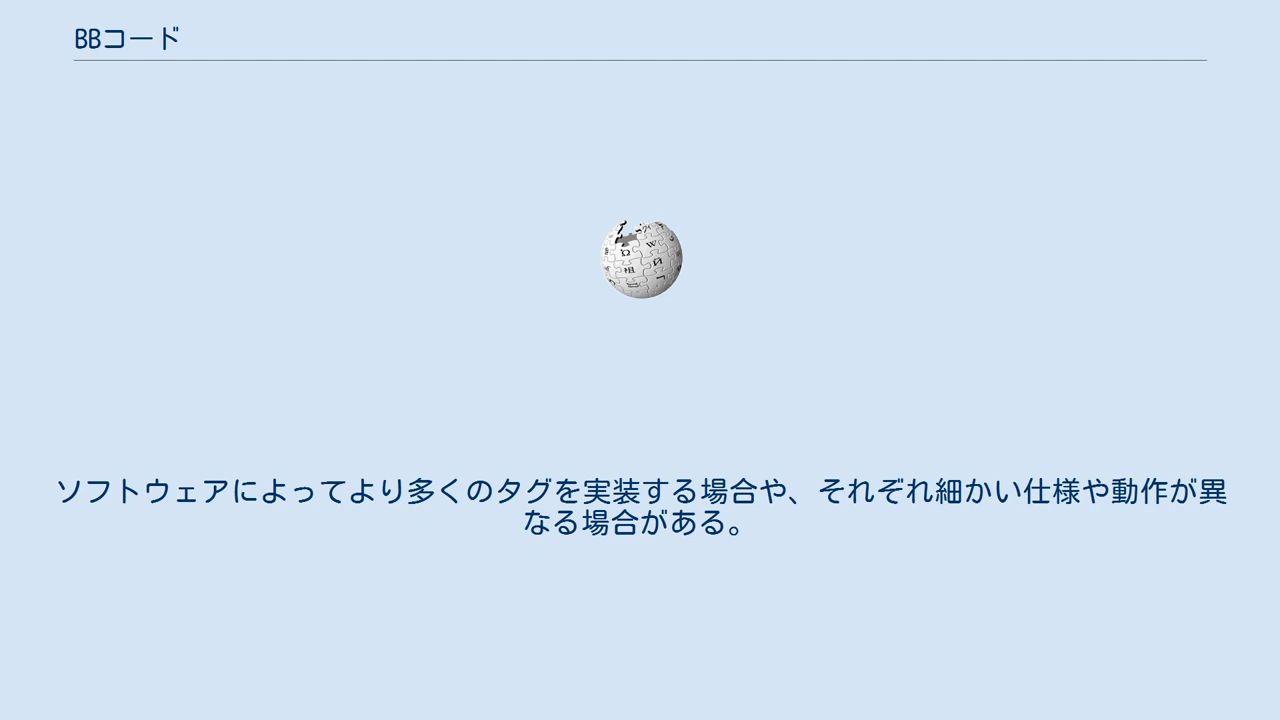 BBコード
ソフトウェアによってより多くのタグを実装する場合や、それぞれ細かい仕様や動作が異
なる場合がある。